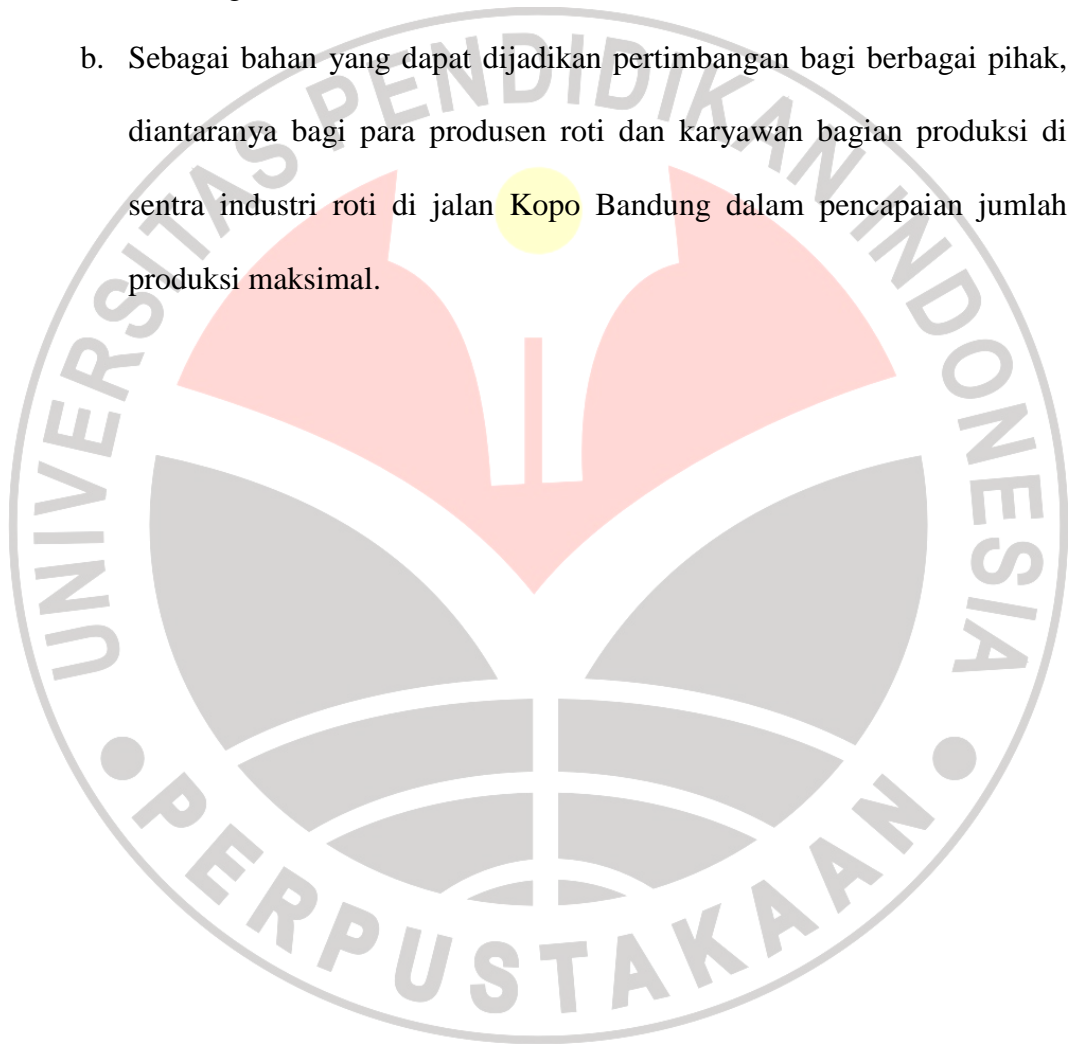 b. Sebagai bahan yang dapat dijadikan pertimbangan bagi berbagai pihak,
diantaranya bagi para produsen roti dan karyawan bagian produksi di
sentra industri roti di jalan Kopo Bandung dalam pencapaian jumlah
produksi maksimal.
UNIVERSITAS PENDIDIKAN INDONESIA
PERPUSTAKAAN